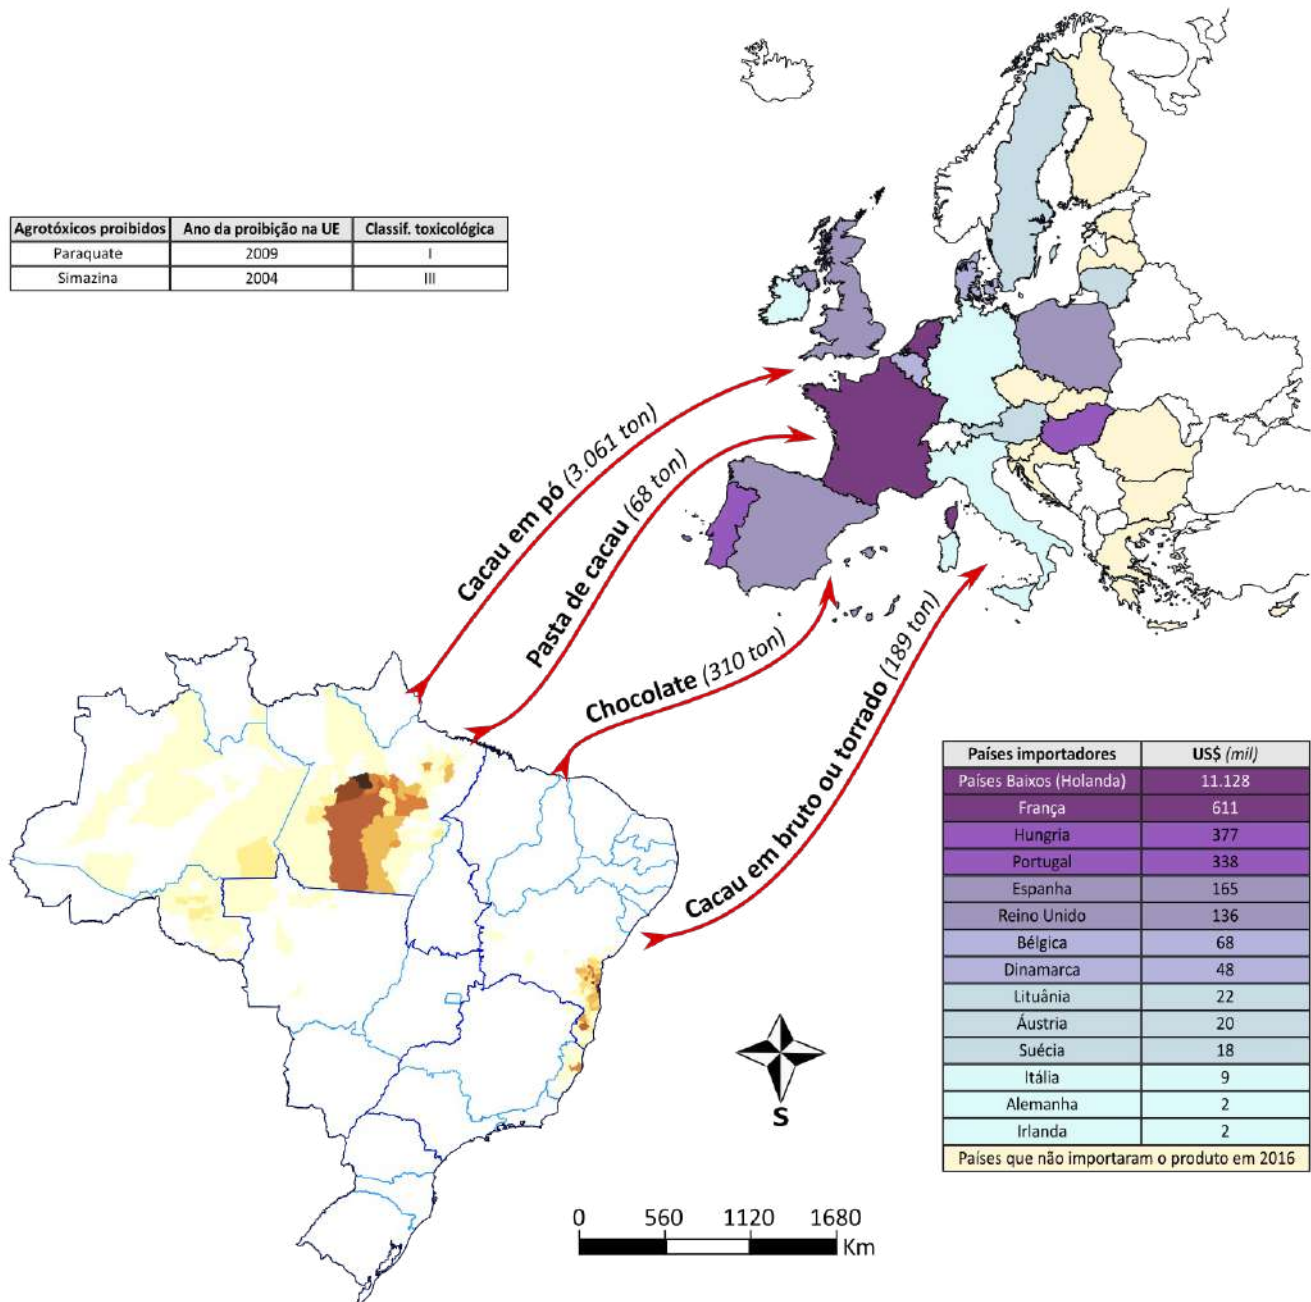 Agrotóxicos proibidos Ano da proibição na UE Classif. toxicológica
Paraquate 2009 I
Simazina 2004 III
Cacau em pó (3.061 ton)
Pasta de cacau (68 ton)
Chocolate (310 ton)
Cacau em bruto ou torrado (189 ton)
Países importadores US$ (mil)
Países Baixos (Holanda) 11.128
França 611
Hungria 377
Portugal 338
Espanha 165
Reino Unido 136
Bélgica 68
Dinamarca 48
Lituânia 22
Áustria 20
Suécia 18
Itália 9
Alemanha 2
Irlanda 2
Países que não importaram o produto em 2016
S
0 560 1120 1680
Km